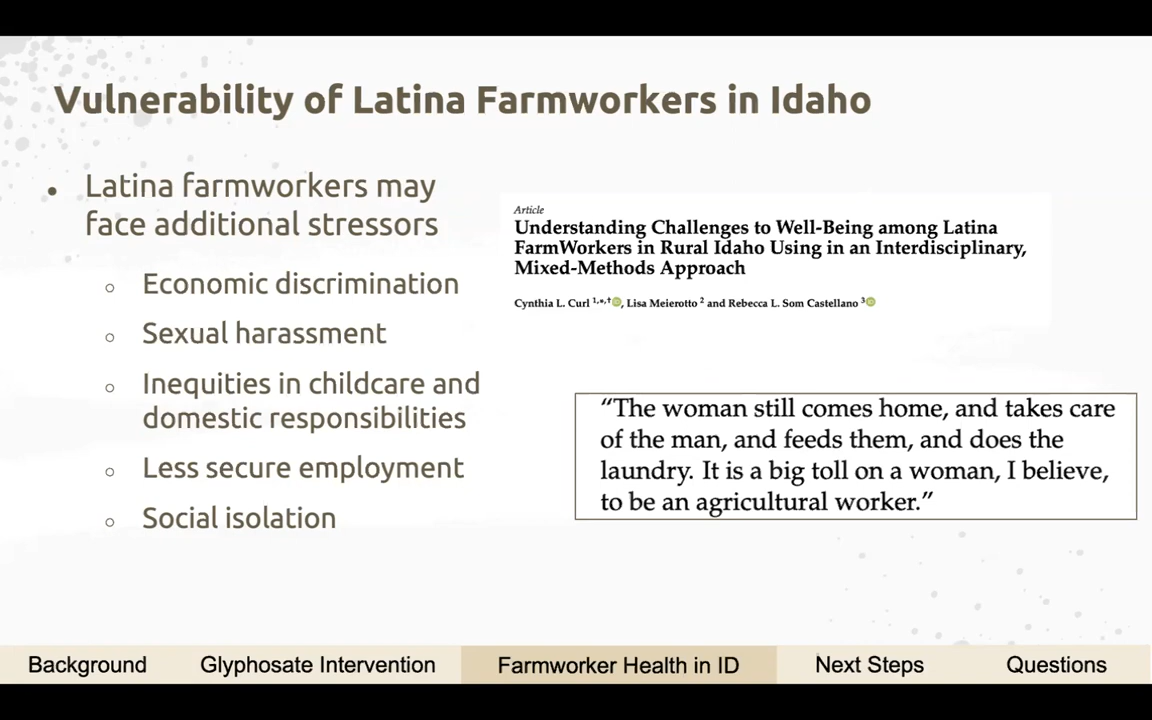 Vulnerability of Latina Farmworkers in Idaho
• Latina farmworkers may
face additional stressors
○ Economic discrimination
○ Sexual harassment
○ Inequities in childcare and
domestic responsibilities
○ Less secure employment
○ Social isolation
Article
Understanding Challenges to Well-Being among Latina
FarmWorkers in Rural Idaho Using in an Interdisciplinary,
Mixed-Methods Approach
Cynthia L. Curl 1,*,†, Lisa Meierotto 2 and Rebecca L. Som Castellano 3
“The woman still comes home, and takes care
of the man, and feeds them, and does the
laundry. It is a big toll on a woman, I believe,
to be an agricultural worker.”
Background Glyphosate Intervention Farmworker Health in ID Next Steps Questions